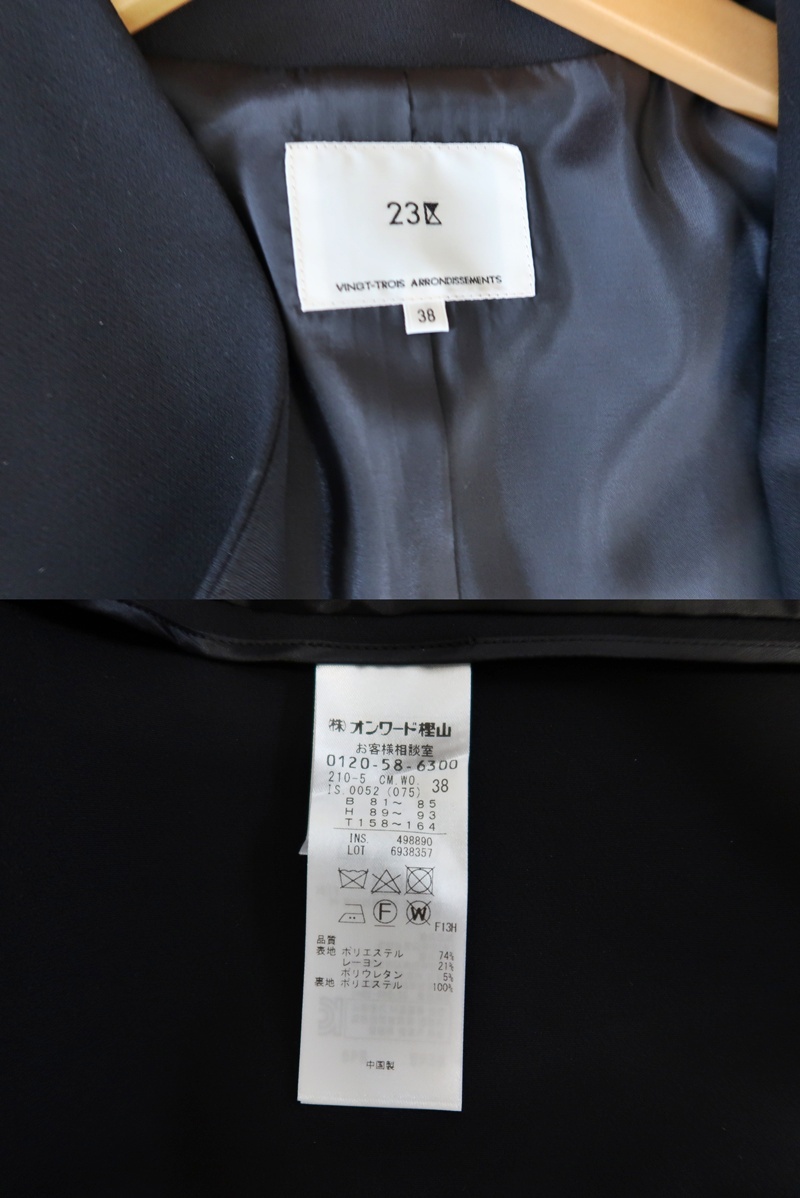 23区
VINGT-TROIS ARRONDISSEMENTS
38
(株)オンワード樫山
お客様相談室
0120-58-6300
210-5 CM.WO. 38
IS.0052 (075)
B 81～ 85
H 89～ 93
T158～164
INS. 498890
LOT 6938357
F W
F13H
品質
表地 ポリエステル 74%
レーヨン 21%
ポリウレタン 5%
裏地 ポリエステル 100%
中国製